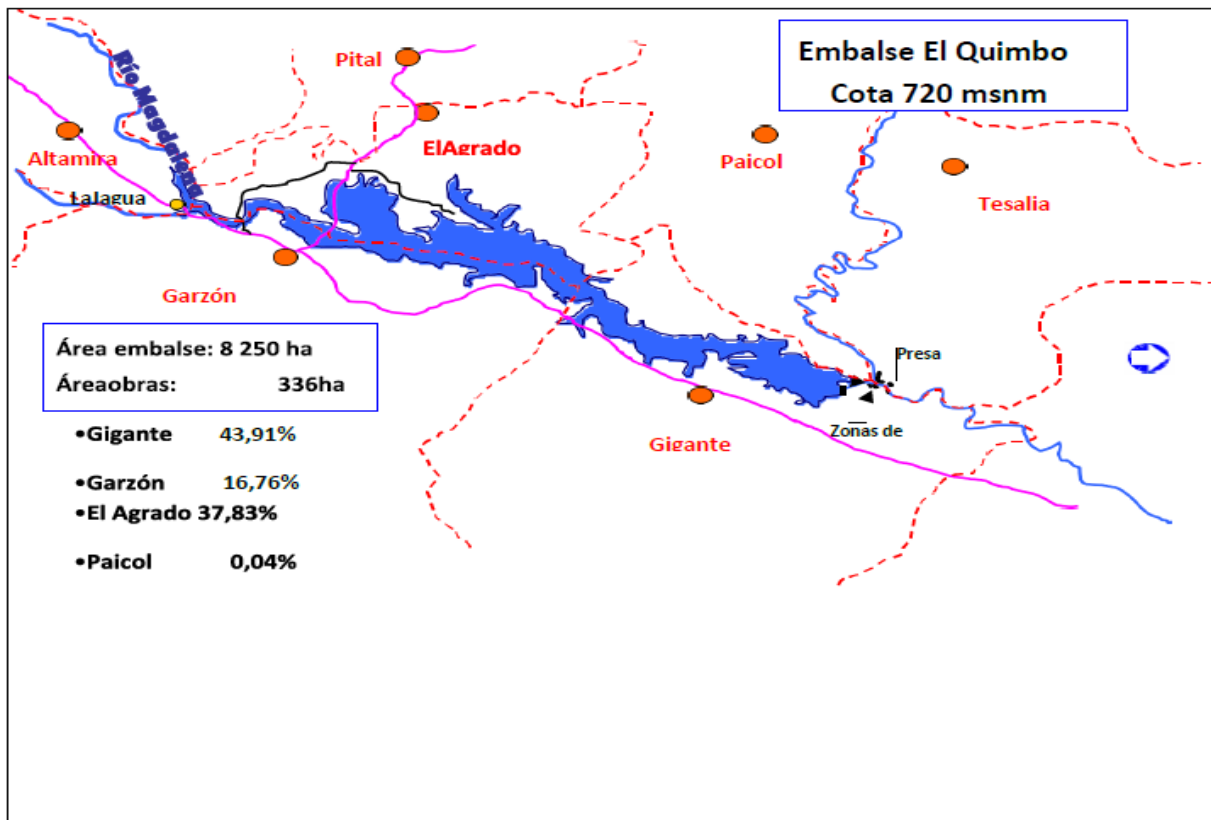 Embalse El Quimbo
Cota 720 msnm
Río Magdalena
Pital
ElAgrado
Altamira
LaJagua
Paicol
Tesalia
Garzón
Presa
Zonas de
Gigante
Área embalse: 8 250 ha
Áreaobras: 336ha
•Gigante 43,91%
•Garzón 16,76%
•El Agrado 37,83%
•Paicol 0,04%